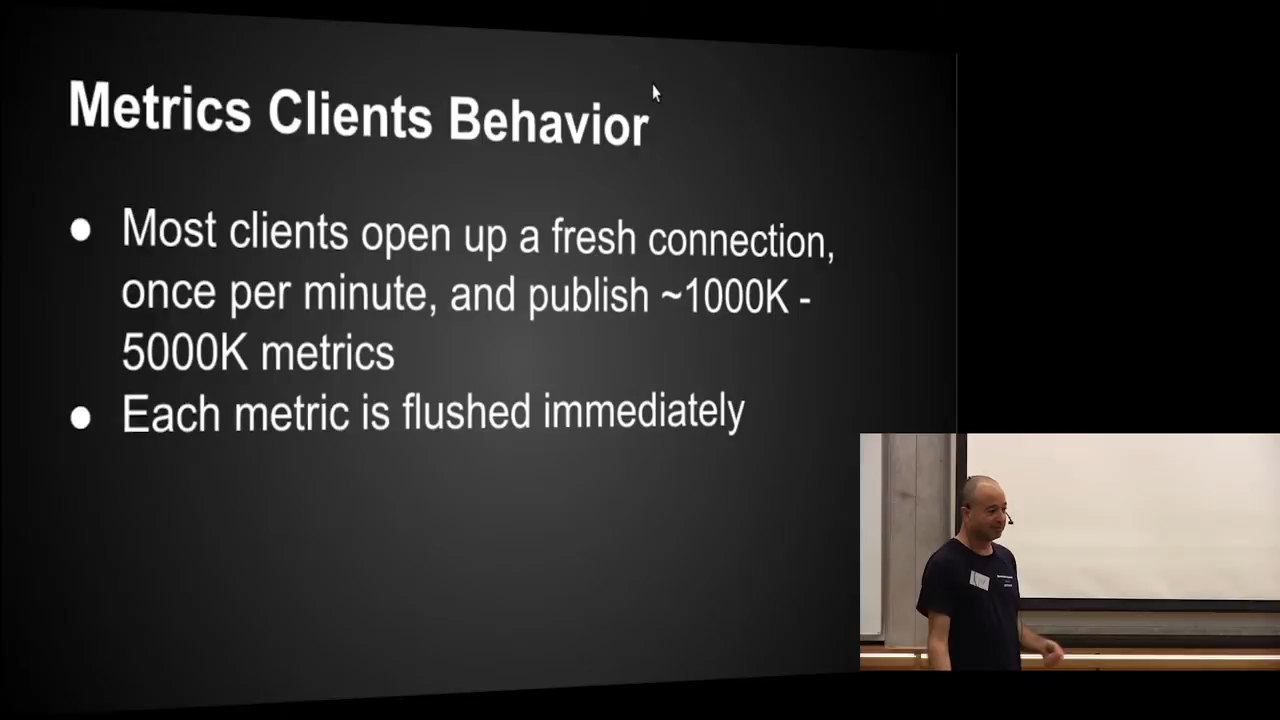 Metrics Clients Behavior
● Most clients open up a fresh connection,
once per minute, and publish ~1000K -
5000K metrics
● Each metric is flushed immediately